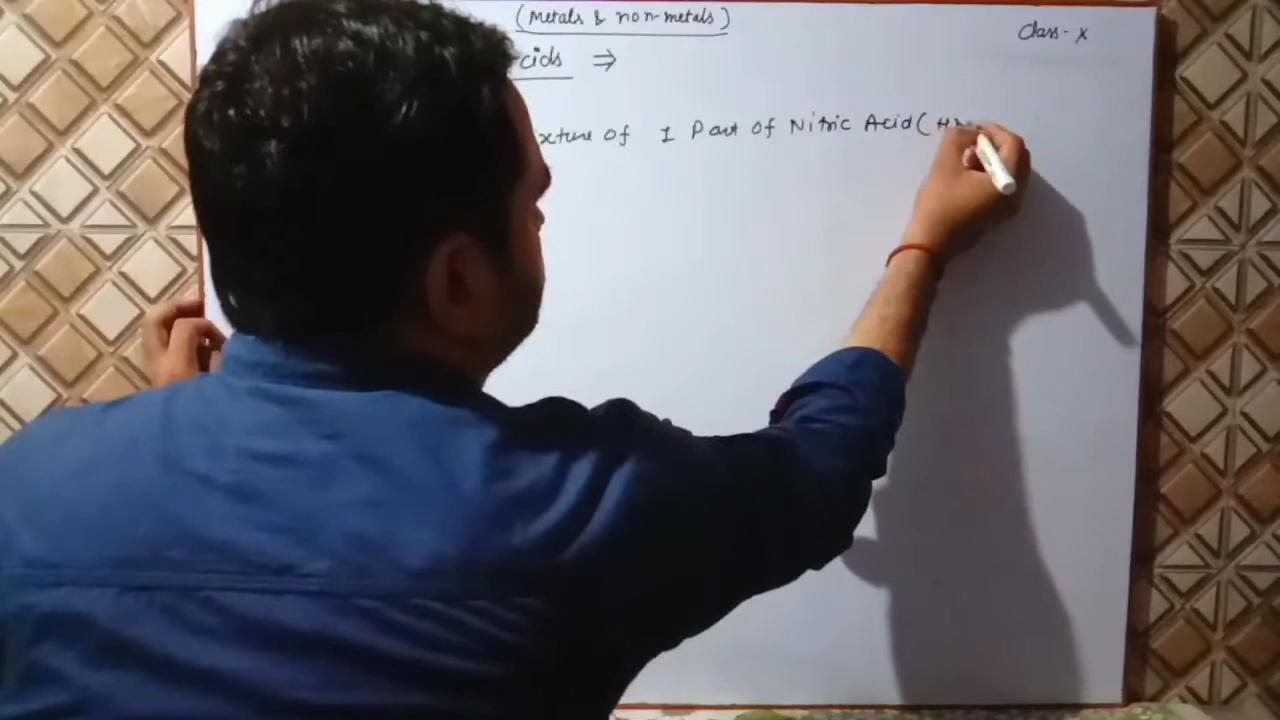 (Metals & non-metals)
Class- X
cids ⇒
xture of 1 Part of Nitric Acid (HN